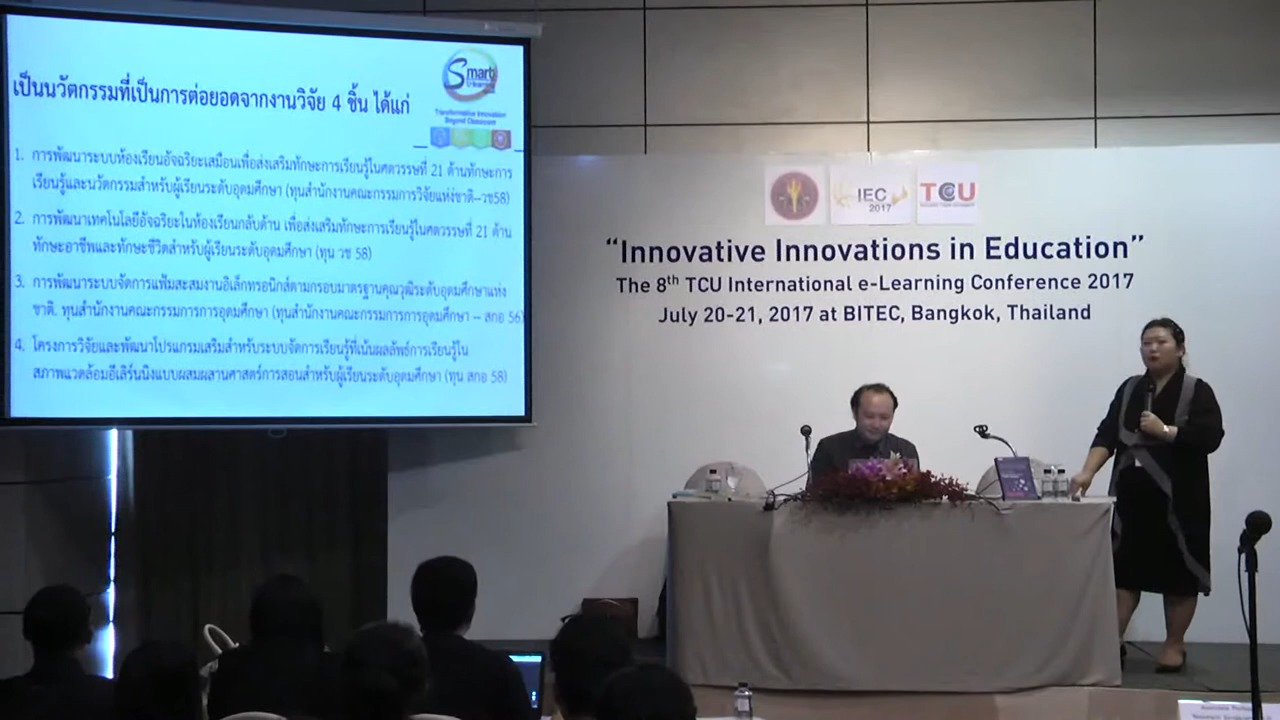 Smart
U-learning
Transformative Innovation
Beyond Classroom
เป็นนวัตกรรมที่เป็นการต่อยอดจากงานวิจัย 4 ชิ้น ได้แก่
1. การพัฒนาระบบห้องเรียนอัจฉริยะเสมือนเพื่อส่งเสริมทักษะการเรียนรู้ในศตวรรษที่ 21 ด้านทักษะการ
เรียนรู้และนวัตกรรมสำหรับผู้เรียนระดับอุดมศึกษา (ทุนสำนักงานคณะกรรมการวิจัยแห่งชาติ–วช58)
2. การพัฒนาเทคโนโลยีอัจฉริยะในห้องเรียนกลับด้าน เพื่อส่งเสริมทักษะการเรียนรู้ในศตวรรษที่ 21 ด้าน
ทักษะอาชีพและทักษะชีวิตสำหรับผู้เรียนระดับอุดมศึกษา (ทุน วช 58)
3. การพัฒนาระบบจัดการแฟ้มสะสมงานอิเล็กทรอนิกส์ตามกรอบมาตรฐานคุณวุฒิระดับอุดมศึกษาแห่ง
ชาติ. ทุนสำนักงานคณะกรรมการการอุดมศึกษา (ทุนสำนักงานคณะกรรมการการอุดมศึกษา – สกอ 56)
4. โครงการวิจัยและพัฒนาโปรแกรมเสริมสำหรับระบบจัดการเรียนรู้ที่เน้นผลลัพธ์การเรียนรู้ใน
สภาพแวดล้อมอีเลิร์นนิงแบบผสมผสานศาสตร์การสอนสำหรับผู้เรียนระดับอุดมศึกษา (ทุน สกอ 58)
IEC
2017
TCU
“Innovative Innovations in Education”
The 8th TCU International e-Learning Conference 2017
July 20-21, 2017 at BITEC, Bangkok, Thailand